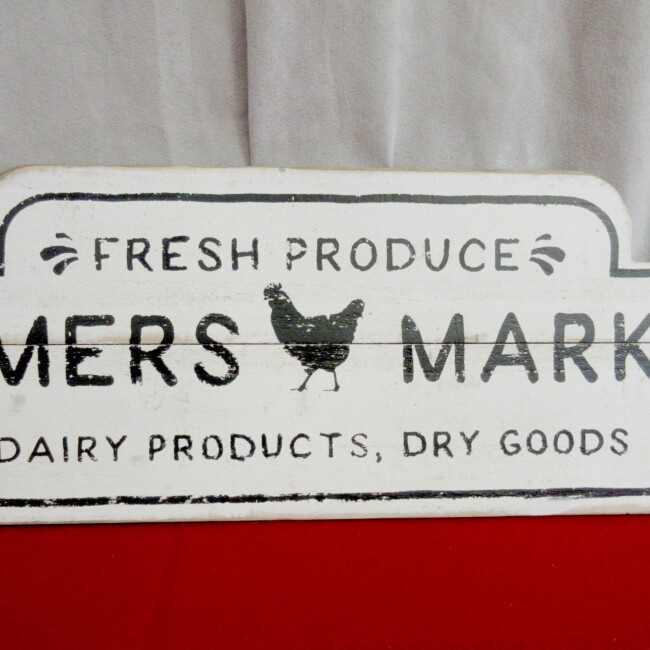 FRESH PRODUCE
MERS MARK
DAIRY PRODUCTS, DRY GOODS